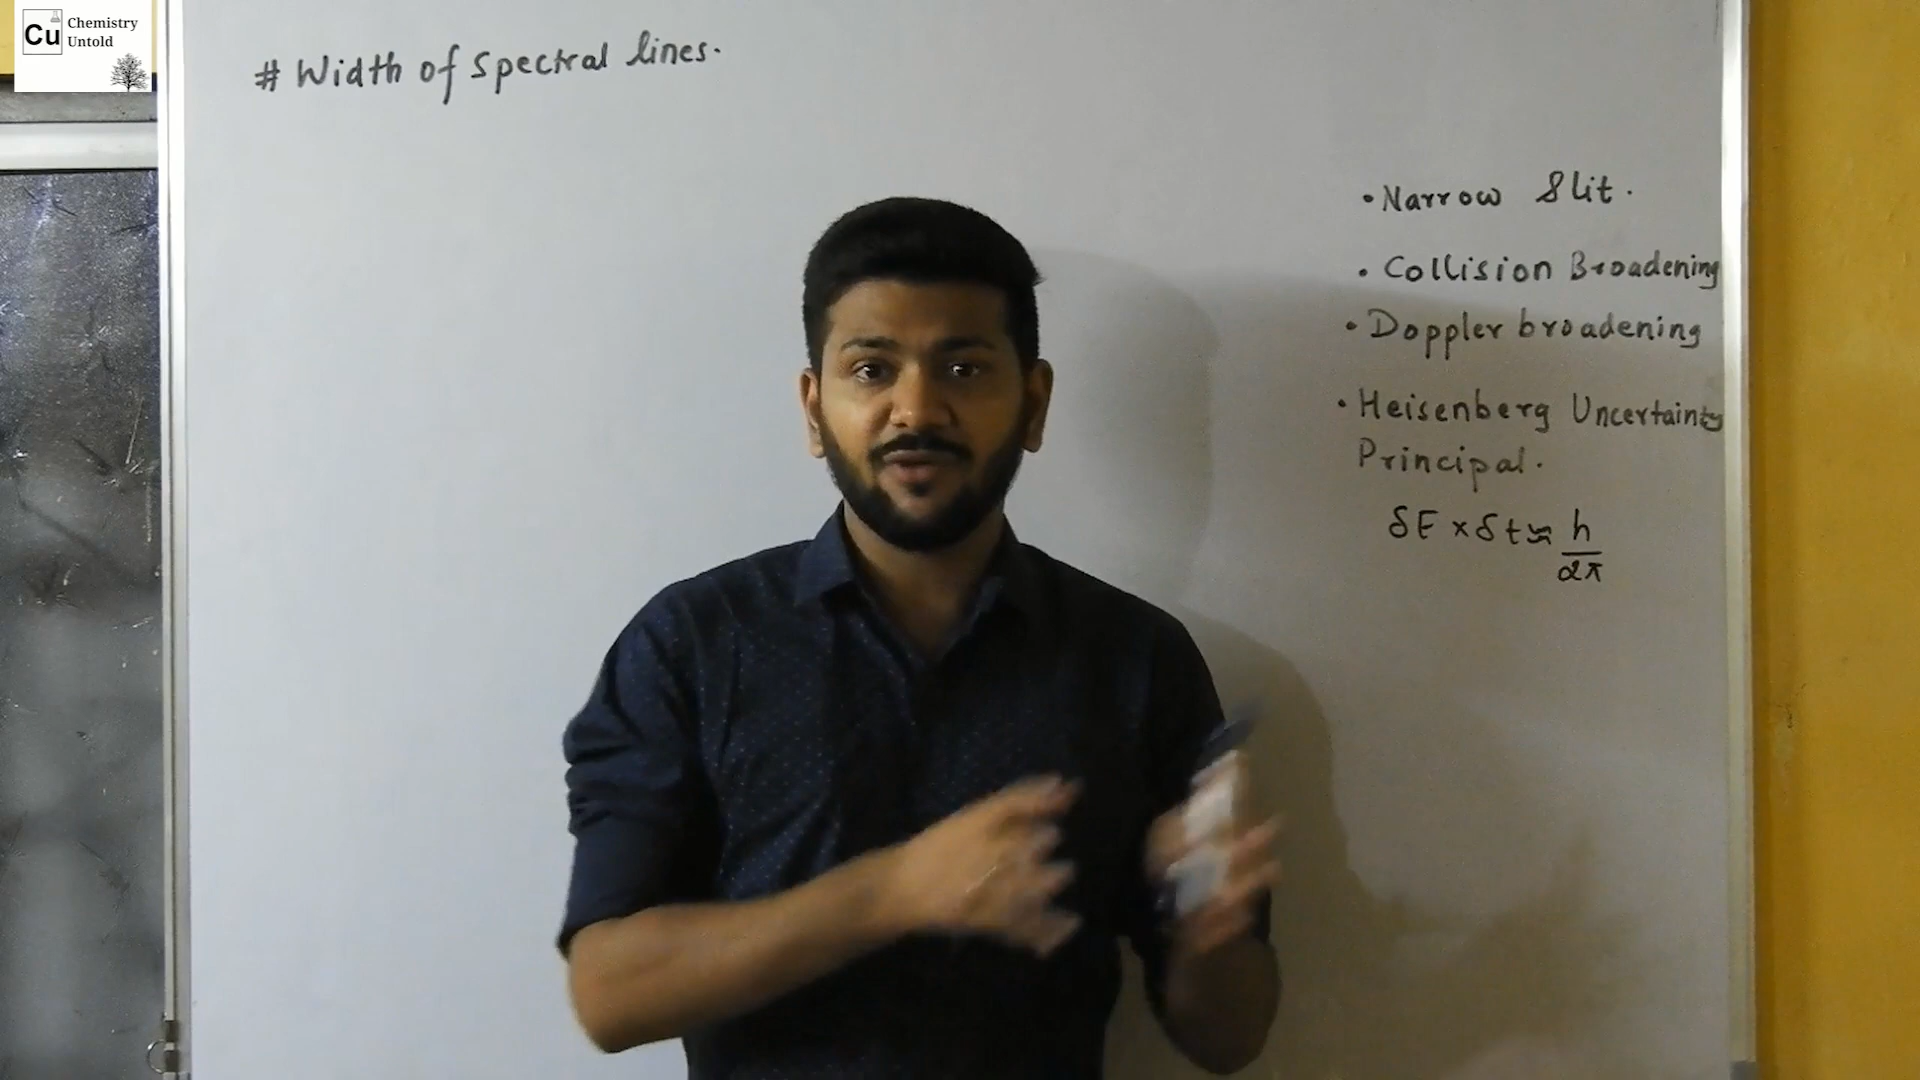 Cu
Chemistry
Untold
# Width of Spectral lines.
• Narrow Slit.
• Collision Broadening
• Doppler broadening
• Heisenberg Uncertainty
Principal.
δE × δt ≈ h
2π